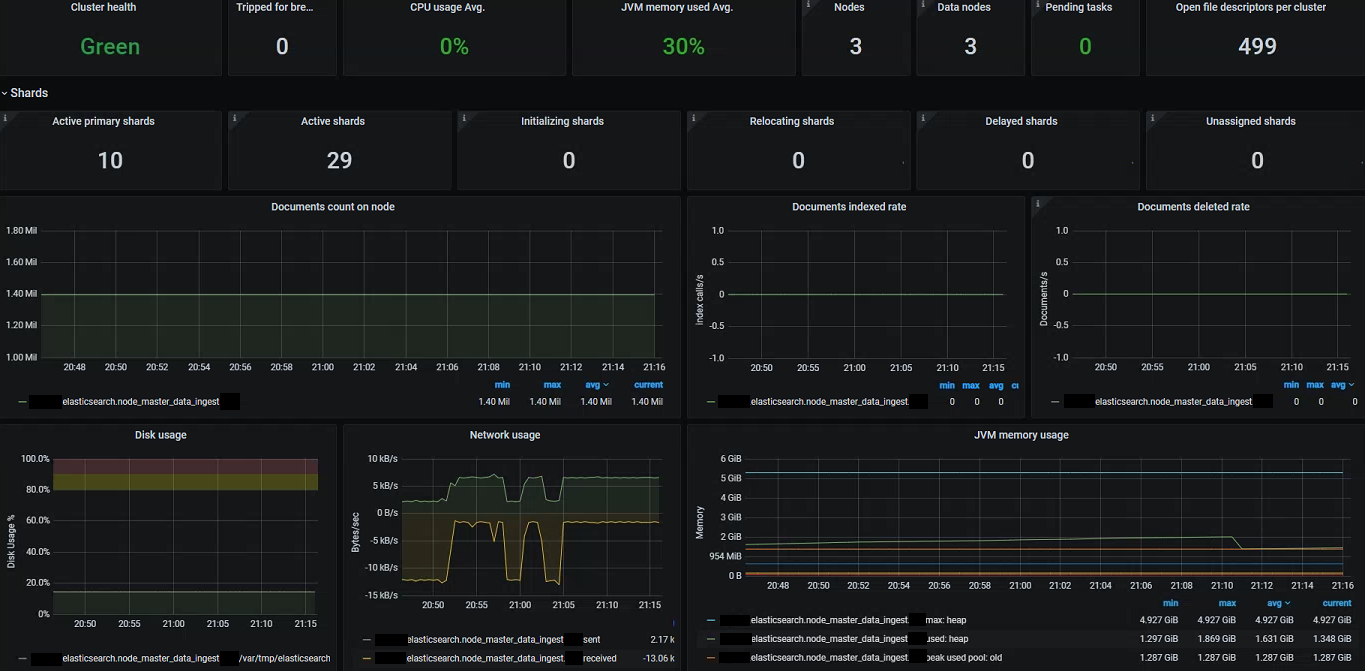 Cluster health
Tripped for bre...
CPU usage Avg.
JVM memory used Avg.
Nodes
Data nodes
Pending tasks
Open file descriptors per cluster
Green
0
0%
30%
3
3
0
499
Shards
Active primary shards
Active shards
Initializing shards
Relocating shards
Delayed shards
Unassigned shards
10
29
0
0
0
0
Documents count on node
1.80 Mil
1.60 Mil
1.40 Mil
1.20 Mil
1.00 Mil
20:48 20:50 20:52 20:54 20:56 20:58 21:00 21:02 21:04 21:06 21:08 21:10 21:12 21:14 21:16
min max avg current
elasticsearch.node_master_data_ingest 1.40 Mil 1.40 Mil 1.40 Mil 1.40 Mil
Documents indexed rate
index calls/s
1.0
0.5
0
-0.5
-1.0
20:50 20:55 21:00 21:05 21:10 21:15
min max avg
elasticsearch.node_master_data_ingest. 0 0 0
Documents deleted rate
Documents/s
1.0
0.5
0
-0.5
-1.0
20:50 20:55 21:00 21:05 21:10 21:15
min max avg
elasticsearch.node_master_data_ingest 0 0 0
Disk usage
Disk Usage %
100.0%
80.0%
60.0%
40.0%
20.0%
0%
20:50 20:55 21:00 21:05 21:10 21:15
elasticsearch.node_master_data_ingest /var/tmp/elasticsearch
Network usage
Bytes/sec
10 kB/s
5 kB/s
0 B/s
-5 kB/s
-10 kB/s
-15 kB/s
20:50 20:55 21:00 21:05 21:10 21:15
elasticsearch.node_master_data_ingest sent 2.17 k
elasticsearch.node_master_data_ingest. received -13.06 k
JVM memory usage
Memory
6 GiB
5 GiB
4 GiB
3 GiB
2 GiB
954 MiB
0 B
20:48 20:50 20:52 20:54 20:56 20:58 21:00 21:02 21:04 21:06 21:08 21:10 21:12 21:14 21:16
min max avg current
elasticsearch.node_master_data_ingest. max: heap 4.927 GiB 4.927 GiB 4.927 GiB 4.927 GiB
elasticsearch.node_master_data_ingest. used: heap 1.297 GiB 1.869 GiB 1.631 GiB 1.348 GiB
elasticsearch.node_master_data_ingest. peak used pool: old 1.287 GiB 1.287 GiB 1.287 GiB 1.287 GiB